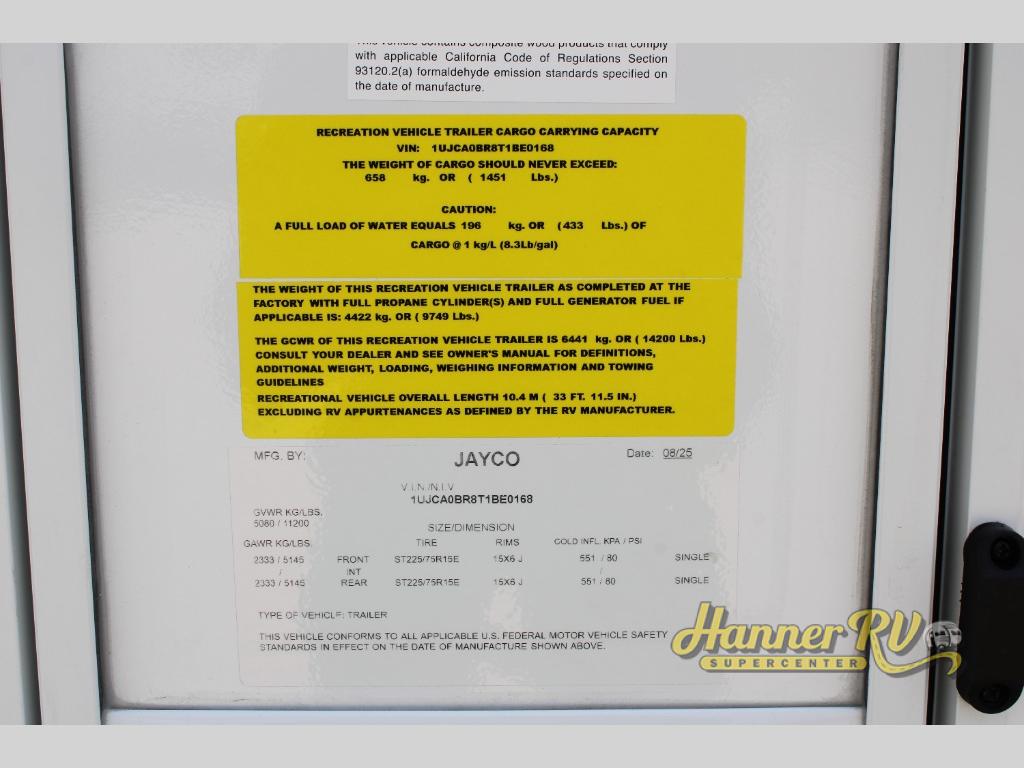 This vehicle contains composite wood products that comply
with applicable California Code of Regulations Section
93120.2(a) formaldehyde emission standards specified on
the date of manufacture.
RECREATION VEHICLE TRAILER CARGO CARRYING CAPACITY
VIN: 1UJCA0BR8T1BE0168
THE WEIGHT OF CARGO SHOULD NEVER EXCEED:
658 kg. OR ( 1451 Lbs.)
CAUTION:
A FULL LOAD OF WATER EQUALS 196 kg. OR (433 Lbs.) OF
CARGO @ 1 kg/L (8.3Lb/gal)
THE WEIGHT OF THIS RECREATION VEHICLE TRAILER AS COMPLETED AT THE
FACTORY WITH FULL PROPANE CYLINDER(S) AND FULL GENERATOR FUEL IF
APPLICABLE IS: 4422 kg. OR ( 9749 Lbs.)
THE GCWR OF THIS RECREATION VEHICLE TRAILER IS 6441 kg. OR ( 14200 Lbs.)
CONSULT YOUR DEALER AND SEE OWNER'S MANUAL FOR DEFINITIONS,
ADDITIONAL WEIGHT, LOADING, WEIGHING INFORMATION AND TOWING
GUIDELINES
RECREATIONAL VEHICLE OVERALL LENGTH 10.4 M ( 33 FT. 11.5 IN.)
EXCLUDING RV APPURTENANCES AS DEFINED BY THE RV MANUFACTURER.
MFG. BY: JAYCO Date: 08/25
V.I.N./N.I.V
1UJCA0BR8T1BE0168
GVWR KG/LBS.
5080 / 11200
SIZE/DIMENSION
GAWR KG/LBS. TIRE RIMS COLD INFL. KPA / PSI
2333 / 5145 FRONT ST225/75R15E 15X6 J 551 / 80 SINGLE
/ INT /
2333 / 5145 REAR ST225/75R15E 15X6 J 551 / 80 SINGLE
TYPE OF VEHICLE: TRAILER
THIS VEHICLE CONFORMS TO ALL APPLICABLE U.S. FEDERAL MOTOR VEHICLE SAFETY
STANDARDS IN EFFECT ON THE DATE OF MANUFACTURE SHOWN ABOVE.
Hanner RV
SUPERCENTER